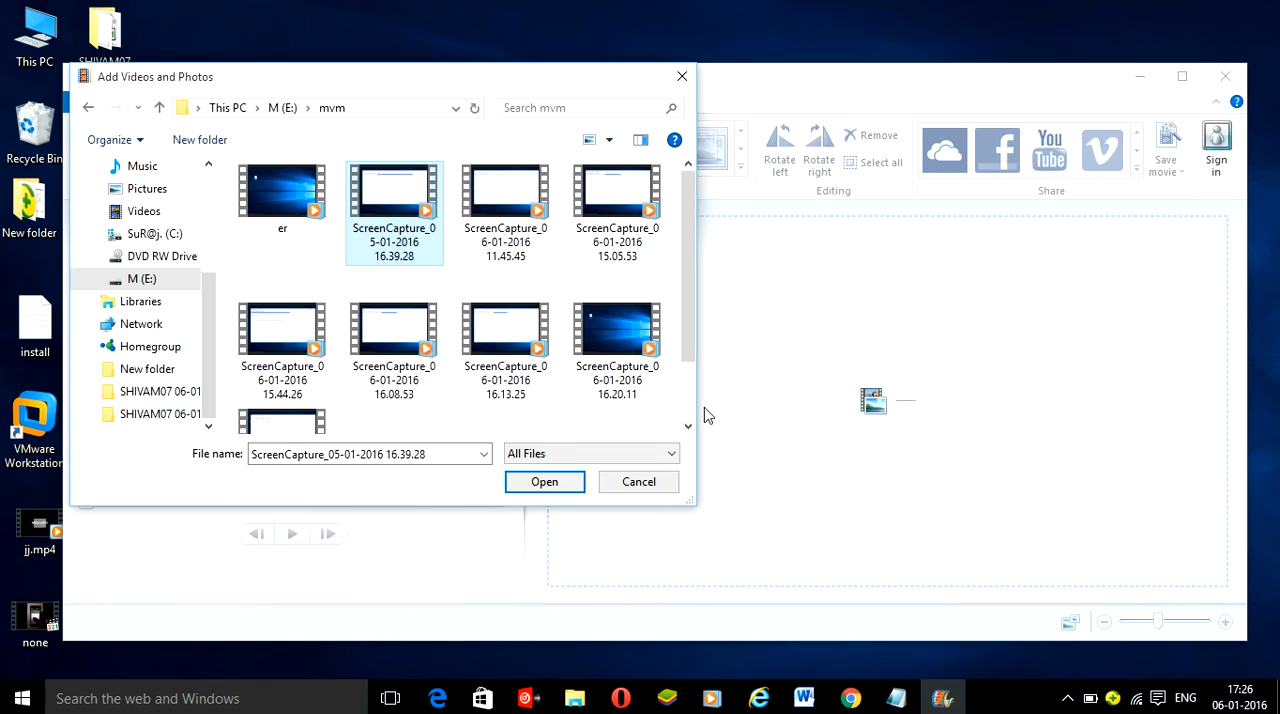 This PC
SHIVAM07
Recycle Bin
New folder
install
VMware
Workstation
jj.mp4
none
Add Videos and Photos
This PC
M (E:)
mvm
Search mvm
Organize
New folder
Music
Pictures
Videos
SuR@j. (C:)
DVD RW Drive
M (E:)
Libraries
Network
Homegroup
New folder
SHIVAM07 06-01
SHIVAM07 06-01
er
ScreenCapture_0
5-01-2016
16.39.28
ScreenCapture_0
6-01-2016
11.45.45
ScreenCapture_0
6-01-2016
15.05.53
ScreenCapture_0
6-01-2016
15.44.26
ScreenCapture_0
6-01-2016
16.08.53
ScreenCapture_0
6-01-2016
16.13.25
ScreenCapture_0
6-01-2016
16.20.11
File name:
ScreenCapture_05-01-2016 16.39.28
All Files
Open
Cancel
Rotate
left
Rotate
right
Remove
Select all
Editing
You
Tube
Share
Save
movie
Sign
in
Search the web and Windows
ENG
17:26
06-01-2016